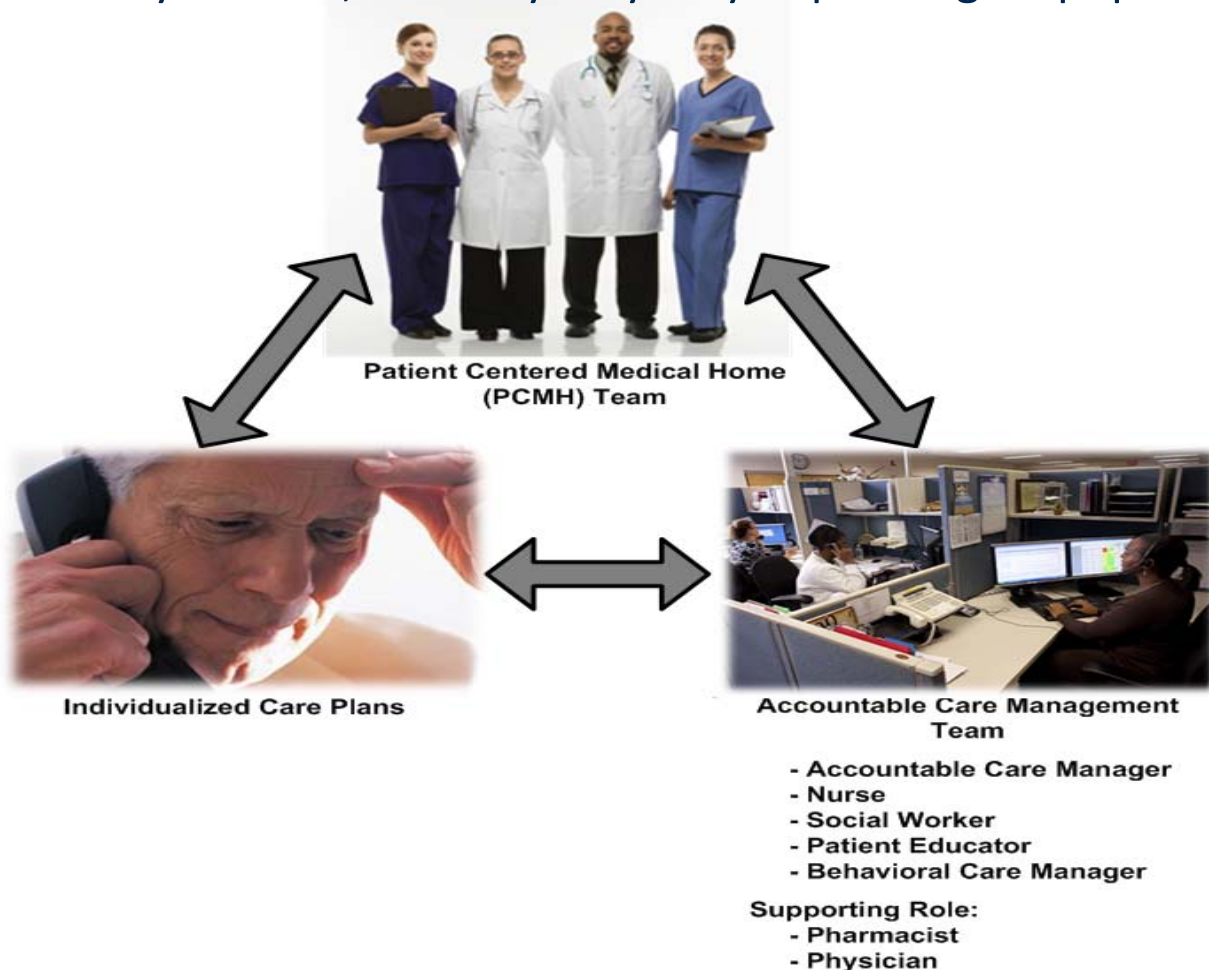 Patient Centered Medical Home
(PCMH) Team
Individualized Care Plans
Accountable Care Management
Team
- Accountable Care Manager
- Nurse
- Social Worker
- Patient Educator
- Behavioral Care Manager
Supporting Role:
- Pharmacist
- Physician